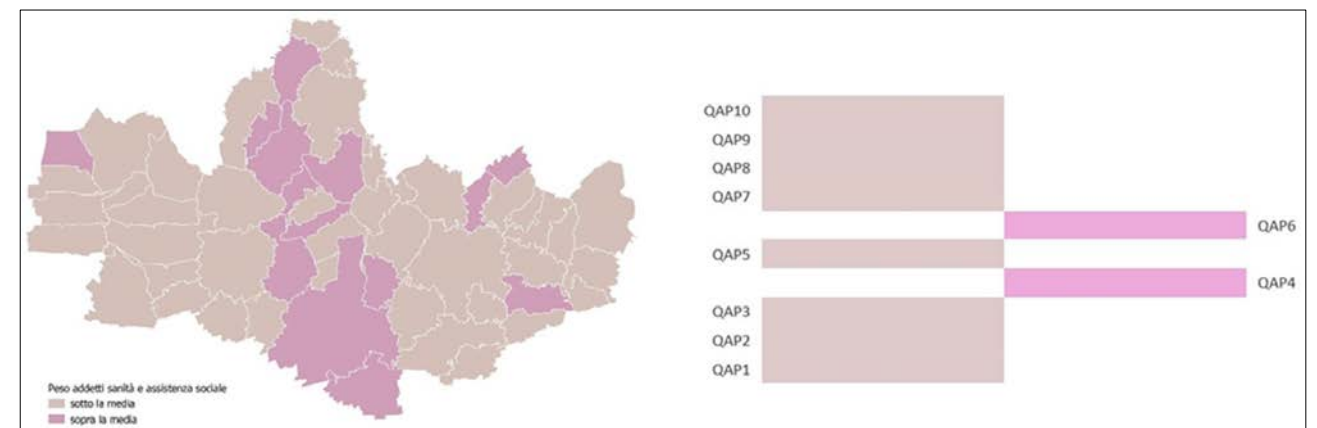 Peso addetti sanità e assistenza sociale
sotto la media
sopra la media
QAP10
QAP9
QAP8
QAP7
QAP6
QAP5
QAP4
QAP3
QAP2
QAP1